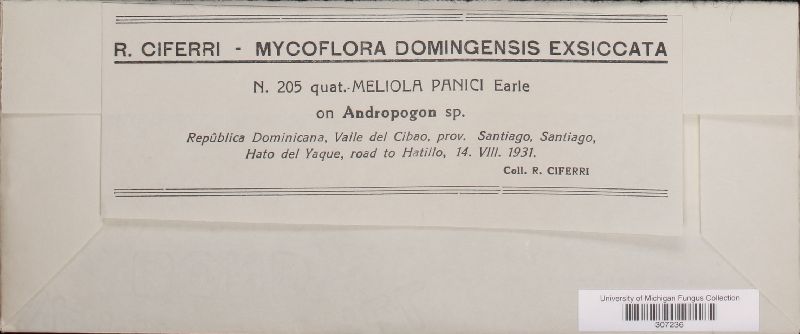 R. CIFERRI - MYCOFLORA DOMINGENSIS EXSICCATA
N. 205 quat.-MELIOLA PANICI Earle
on Andropogon sp.
Repûblica Dominicana, Valle del Cibao, prov. Santiago, Santiago,
Hato del Yaque, road to Hatillo, 14. VIII. 1931.
Coll. R. CIFERRI
University of Michigan Fungus Collection
307236